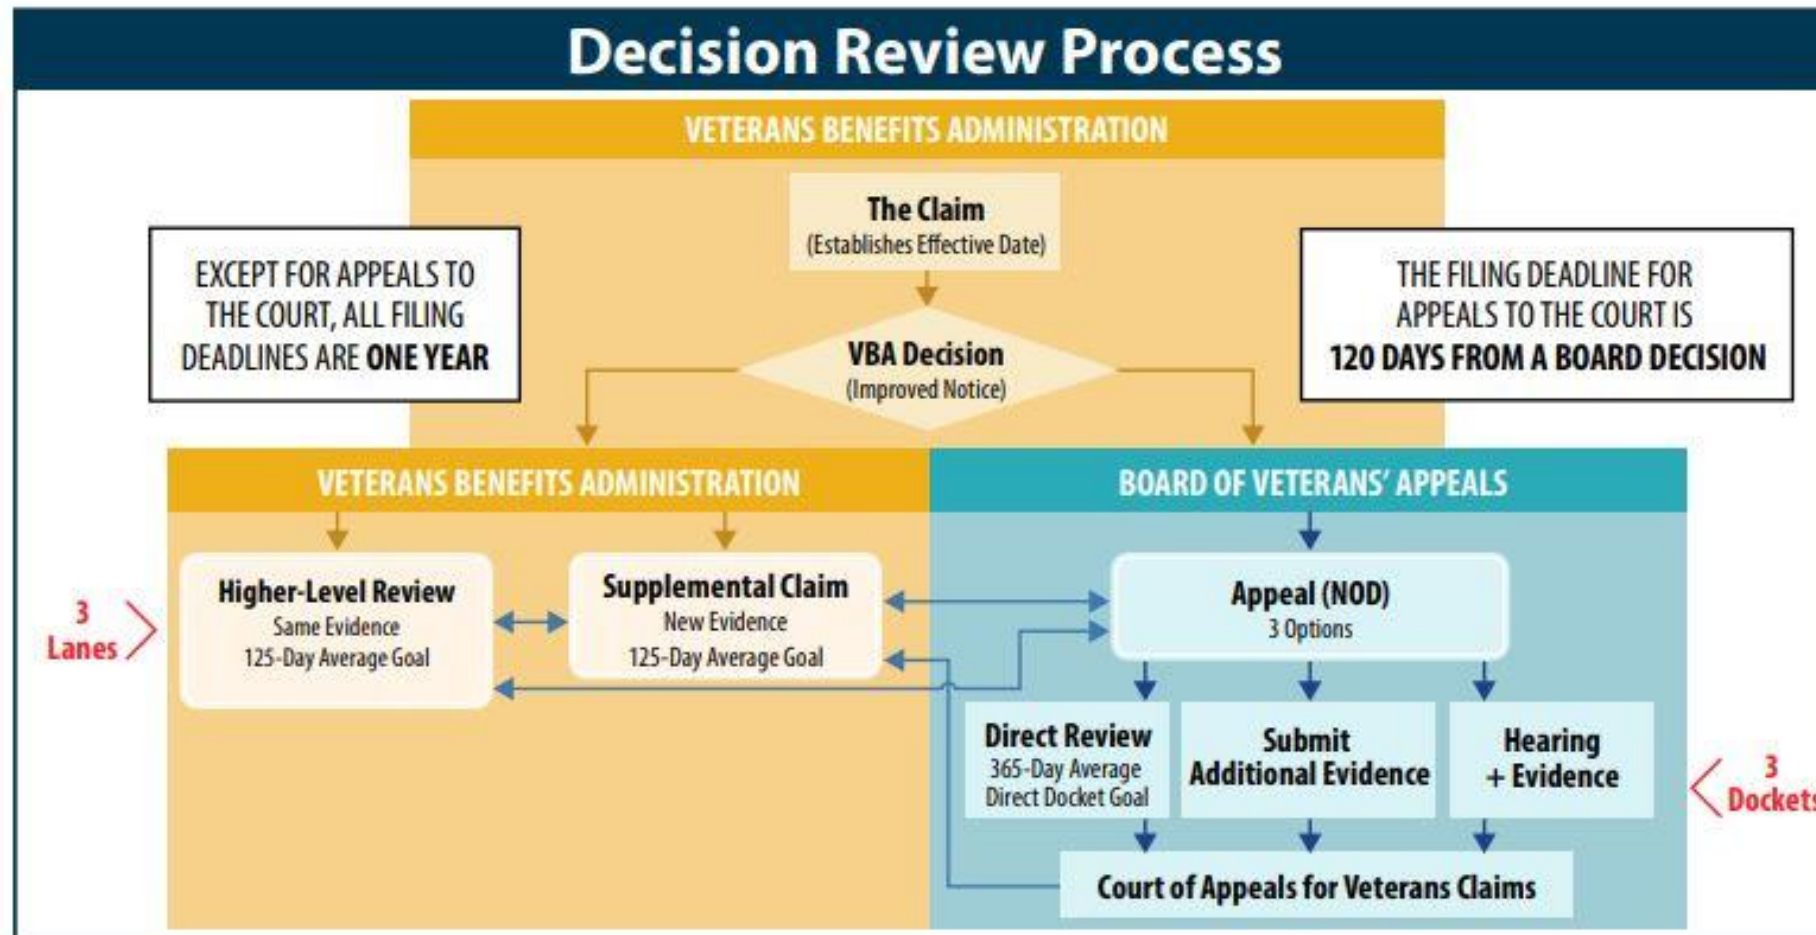 Decision Review Process
VETERANS BENEFITS ADMINISTRATION
The Claim
(Establishes Effective Date)
EXCEPT FOR APPEALS TO
THE COURT, ALL FILING
DEADLINES ARE ONE YEAR
THE FILING DEADLINE FOR
APPEALS TO THE COURT IS
120 DAYS FROM A BOARD DECISION
VBA Decision
(Improved Notice)
VETERANS BENEFITS ADMINISTRATION
BOARD OF VETERANS’ APPEALS
3
Lanes
Higher-Level Review
Same Evidence
125-Day Average Goal
Supplemental Claim
New Evidence
125-Day Average Goal
Appeal (NOD)
3 Options
Direct Review
365-Day Average
Direct Docket Goal
Submit
Additional Evidence
Hearing
+ Evidence
3
Dockets
Court of Appeals for Veterans Claims